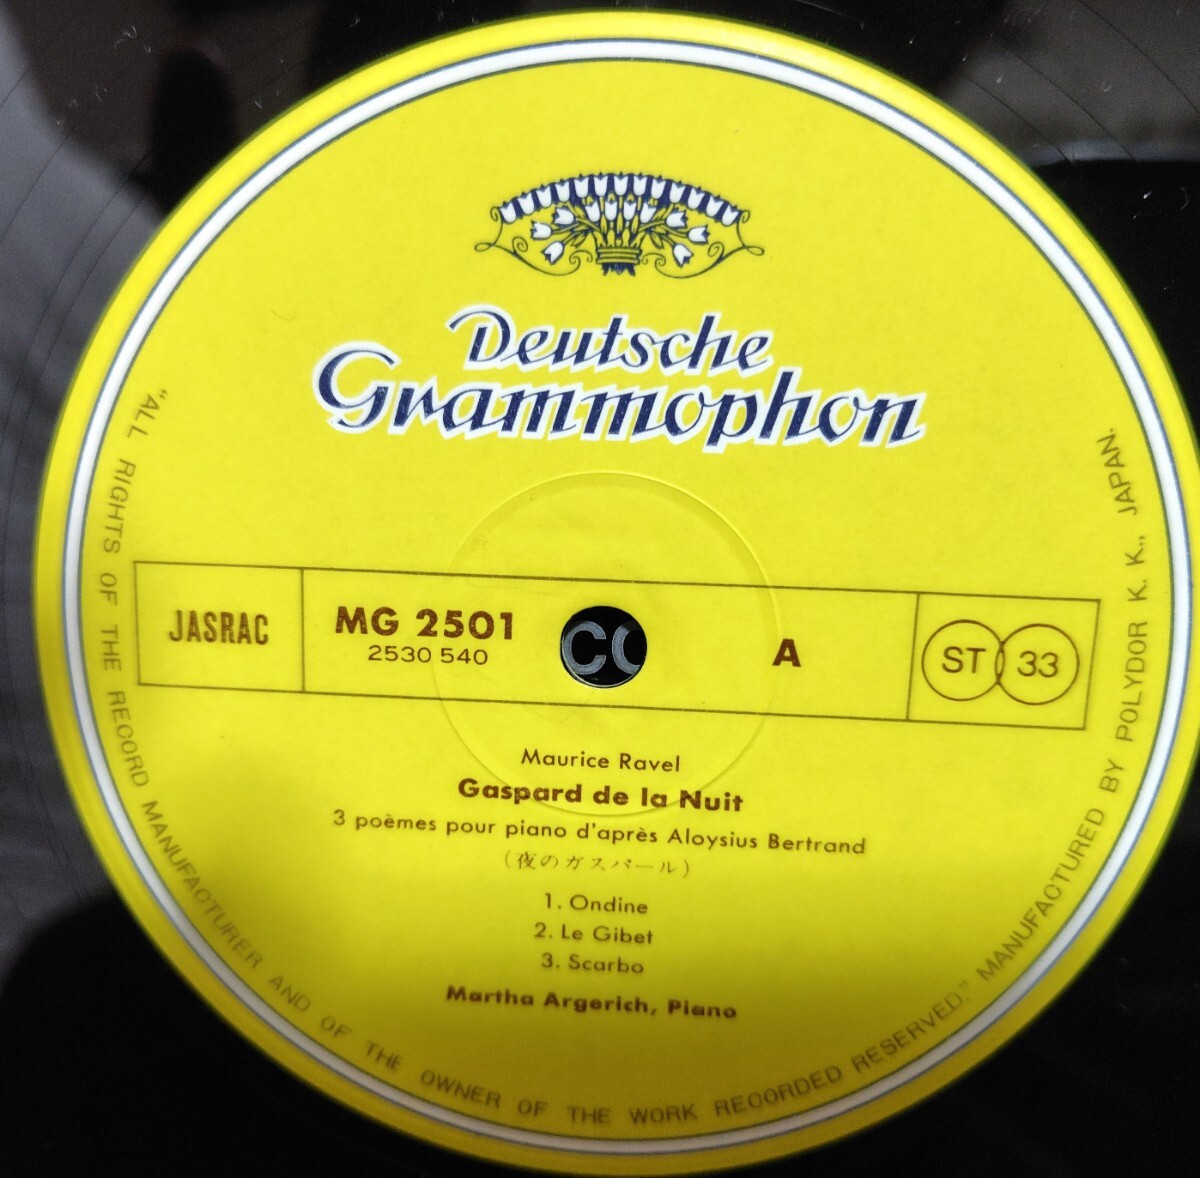 Deutsche
Grammophon
JASRAC
MG 2501
2530 540
A
ST 33
Maurice Ravel
Gaspard de la Nuit
3 poèmes pour piano d'après Aloysius Bertrand
(夜のガスパール)
1. Ondine
2. Le Gibet
3. Scarbo
Martha Argerich, Piano
"ALL RIGHTS OF THE RECORD MANUFACTURER AND OF THE OWNER OF THE WORK RECORDED RESERVED." MANUFACTURED BY POLYDOR K. K., JAPAN.